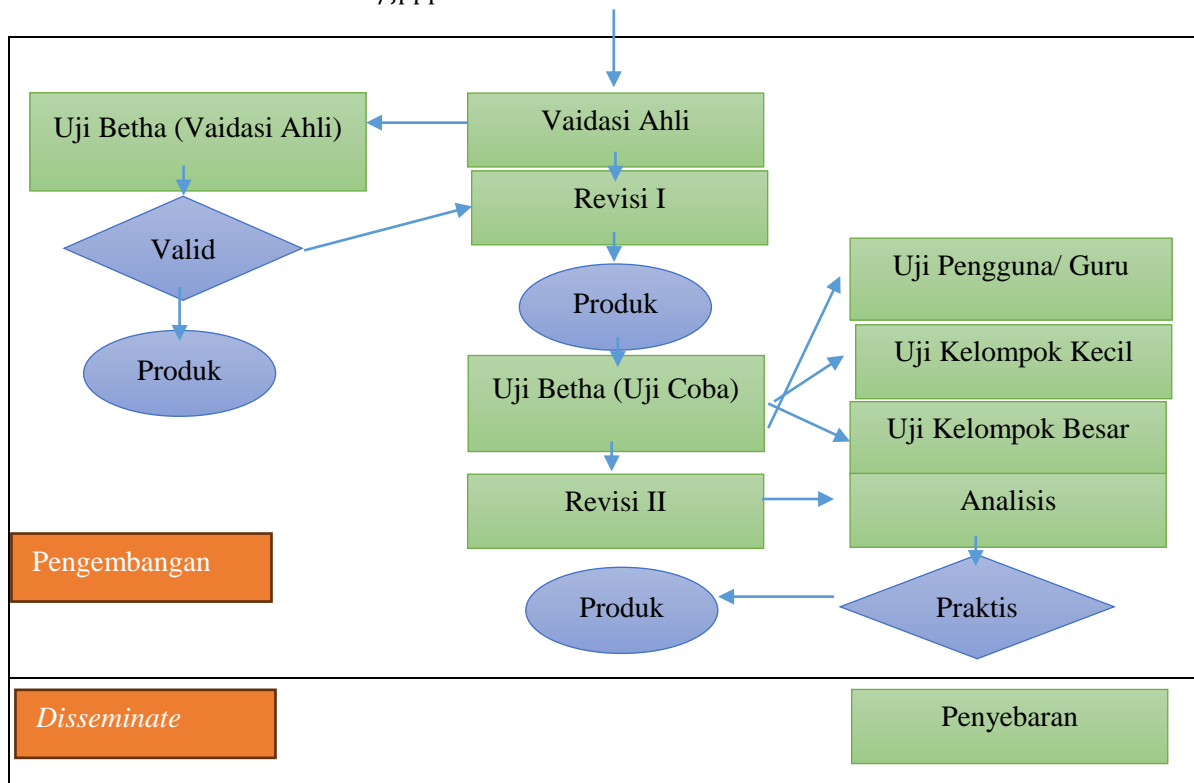 Uji Betha (Vaidasi Ahli)
Vaidasi Ahli
Revisi I
Valid
Uji Pengguna/ Guru
Produk
Uji Kelompok Kecil
Produk
Uji Betha (Uji Coba)
Uji Kelompok Besar
Revisi II
Analisis
Pengembangan
Produk
Praktis
Disseminate
Penyebaran